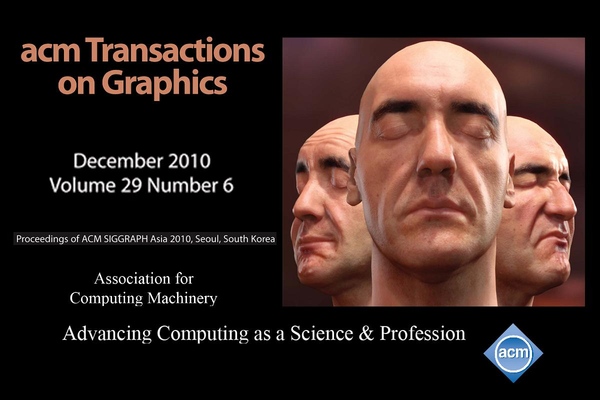 acm Transactions
on Graphics
December 2010
Volume 29 Number 6
Proceedings of ACM SIGGRAPH Asia 2010, Seoul, South Korea
Association for
Computing Machinery
Advancing Computing as a Science & Profession
acm